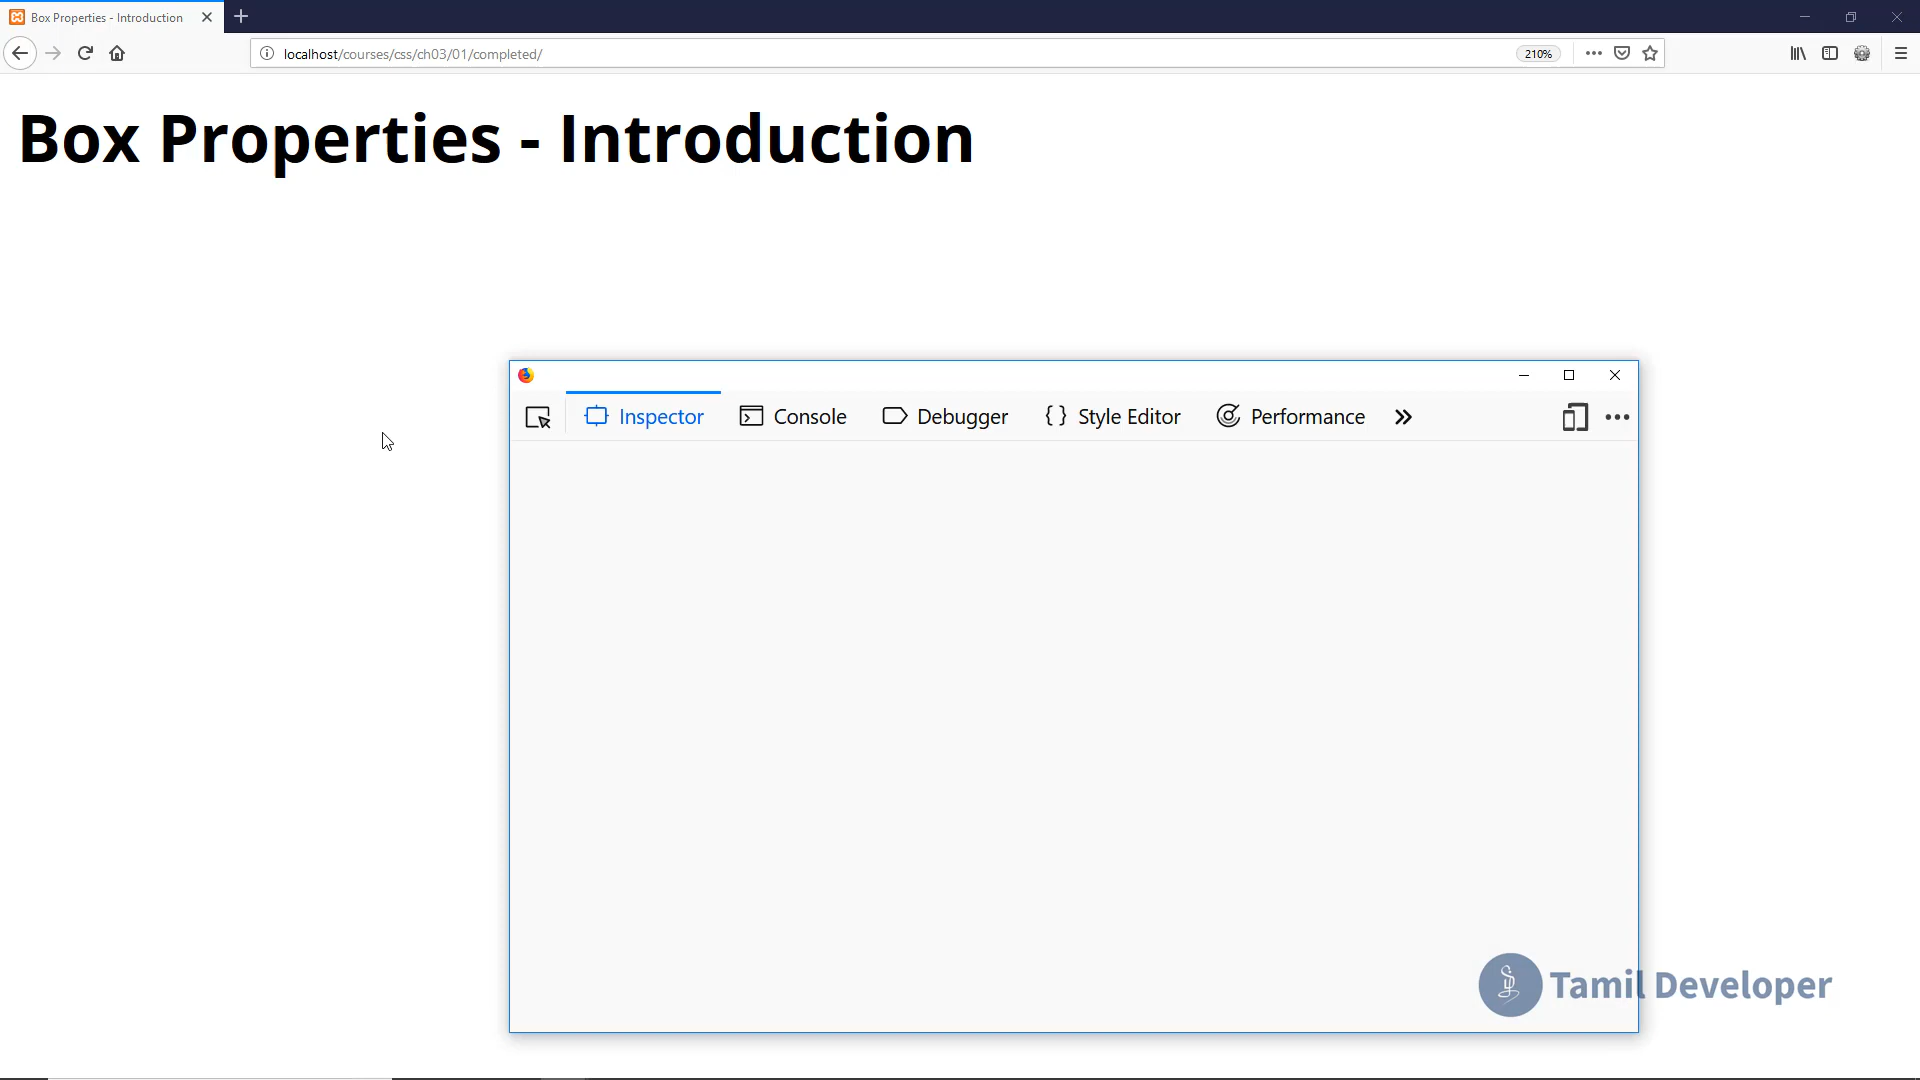 Box Properties - Introduction
localhost/courses/css/ch03/01/completed/
210%
Box Properties - Introduction
Inspector
Console
Debugger
Style Editor
Performance
Tamil Developer